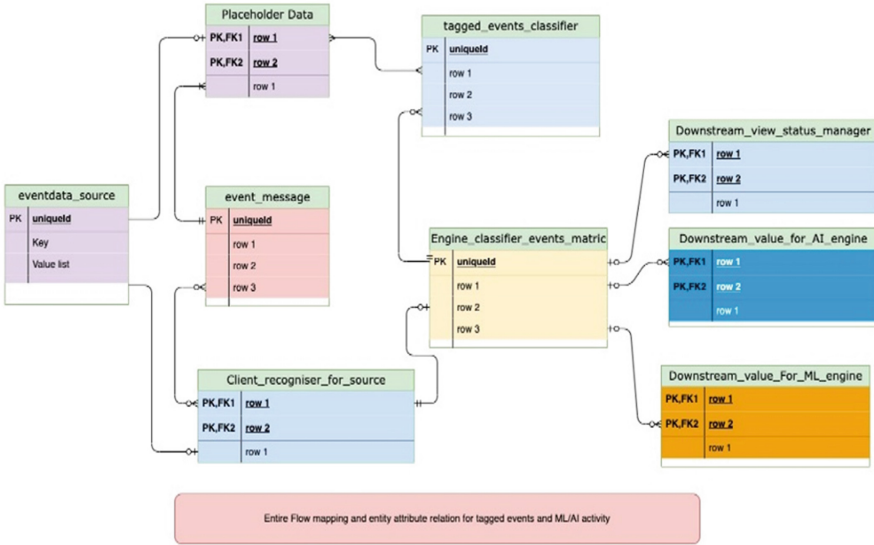 Placeholder Data
PK,FK1 row 1
PK,FK2 row 2
row 1
tagged_events_classifier
PK uniqueId
row 1
row 2
row 3
eventdata_source
PK uniqueId
Key
Value list
event_message
PK uniqueId
row 1
row 2
row 3
Engine_classifier_events_matric
PK uniqueId
row 1
row 2
row 3
Downstream_view_status_manager
PK,FK1 row 1
PK,FK2 row 2
row 1
Downstream_value_for_AI_engine
PK,FK1 row 1
PK,FK2 row 2
row 1
Client_recogniser_for_source
PK,FK1 row 1
PK,FK2 row 2
row 1
Downstream_value_For_ML_engine
PK,FK1 row 1
PK,FK2 row 2
row 1
Entire Flow mapping and entity attribute relation for tagged events and ML/AI activity